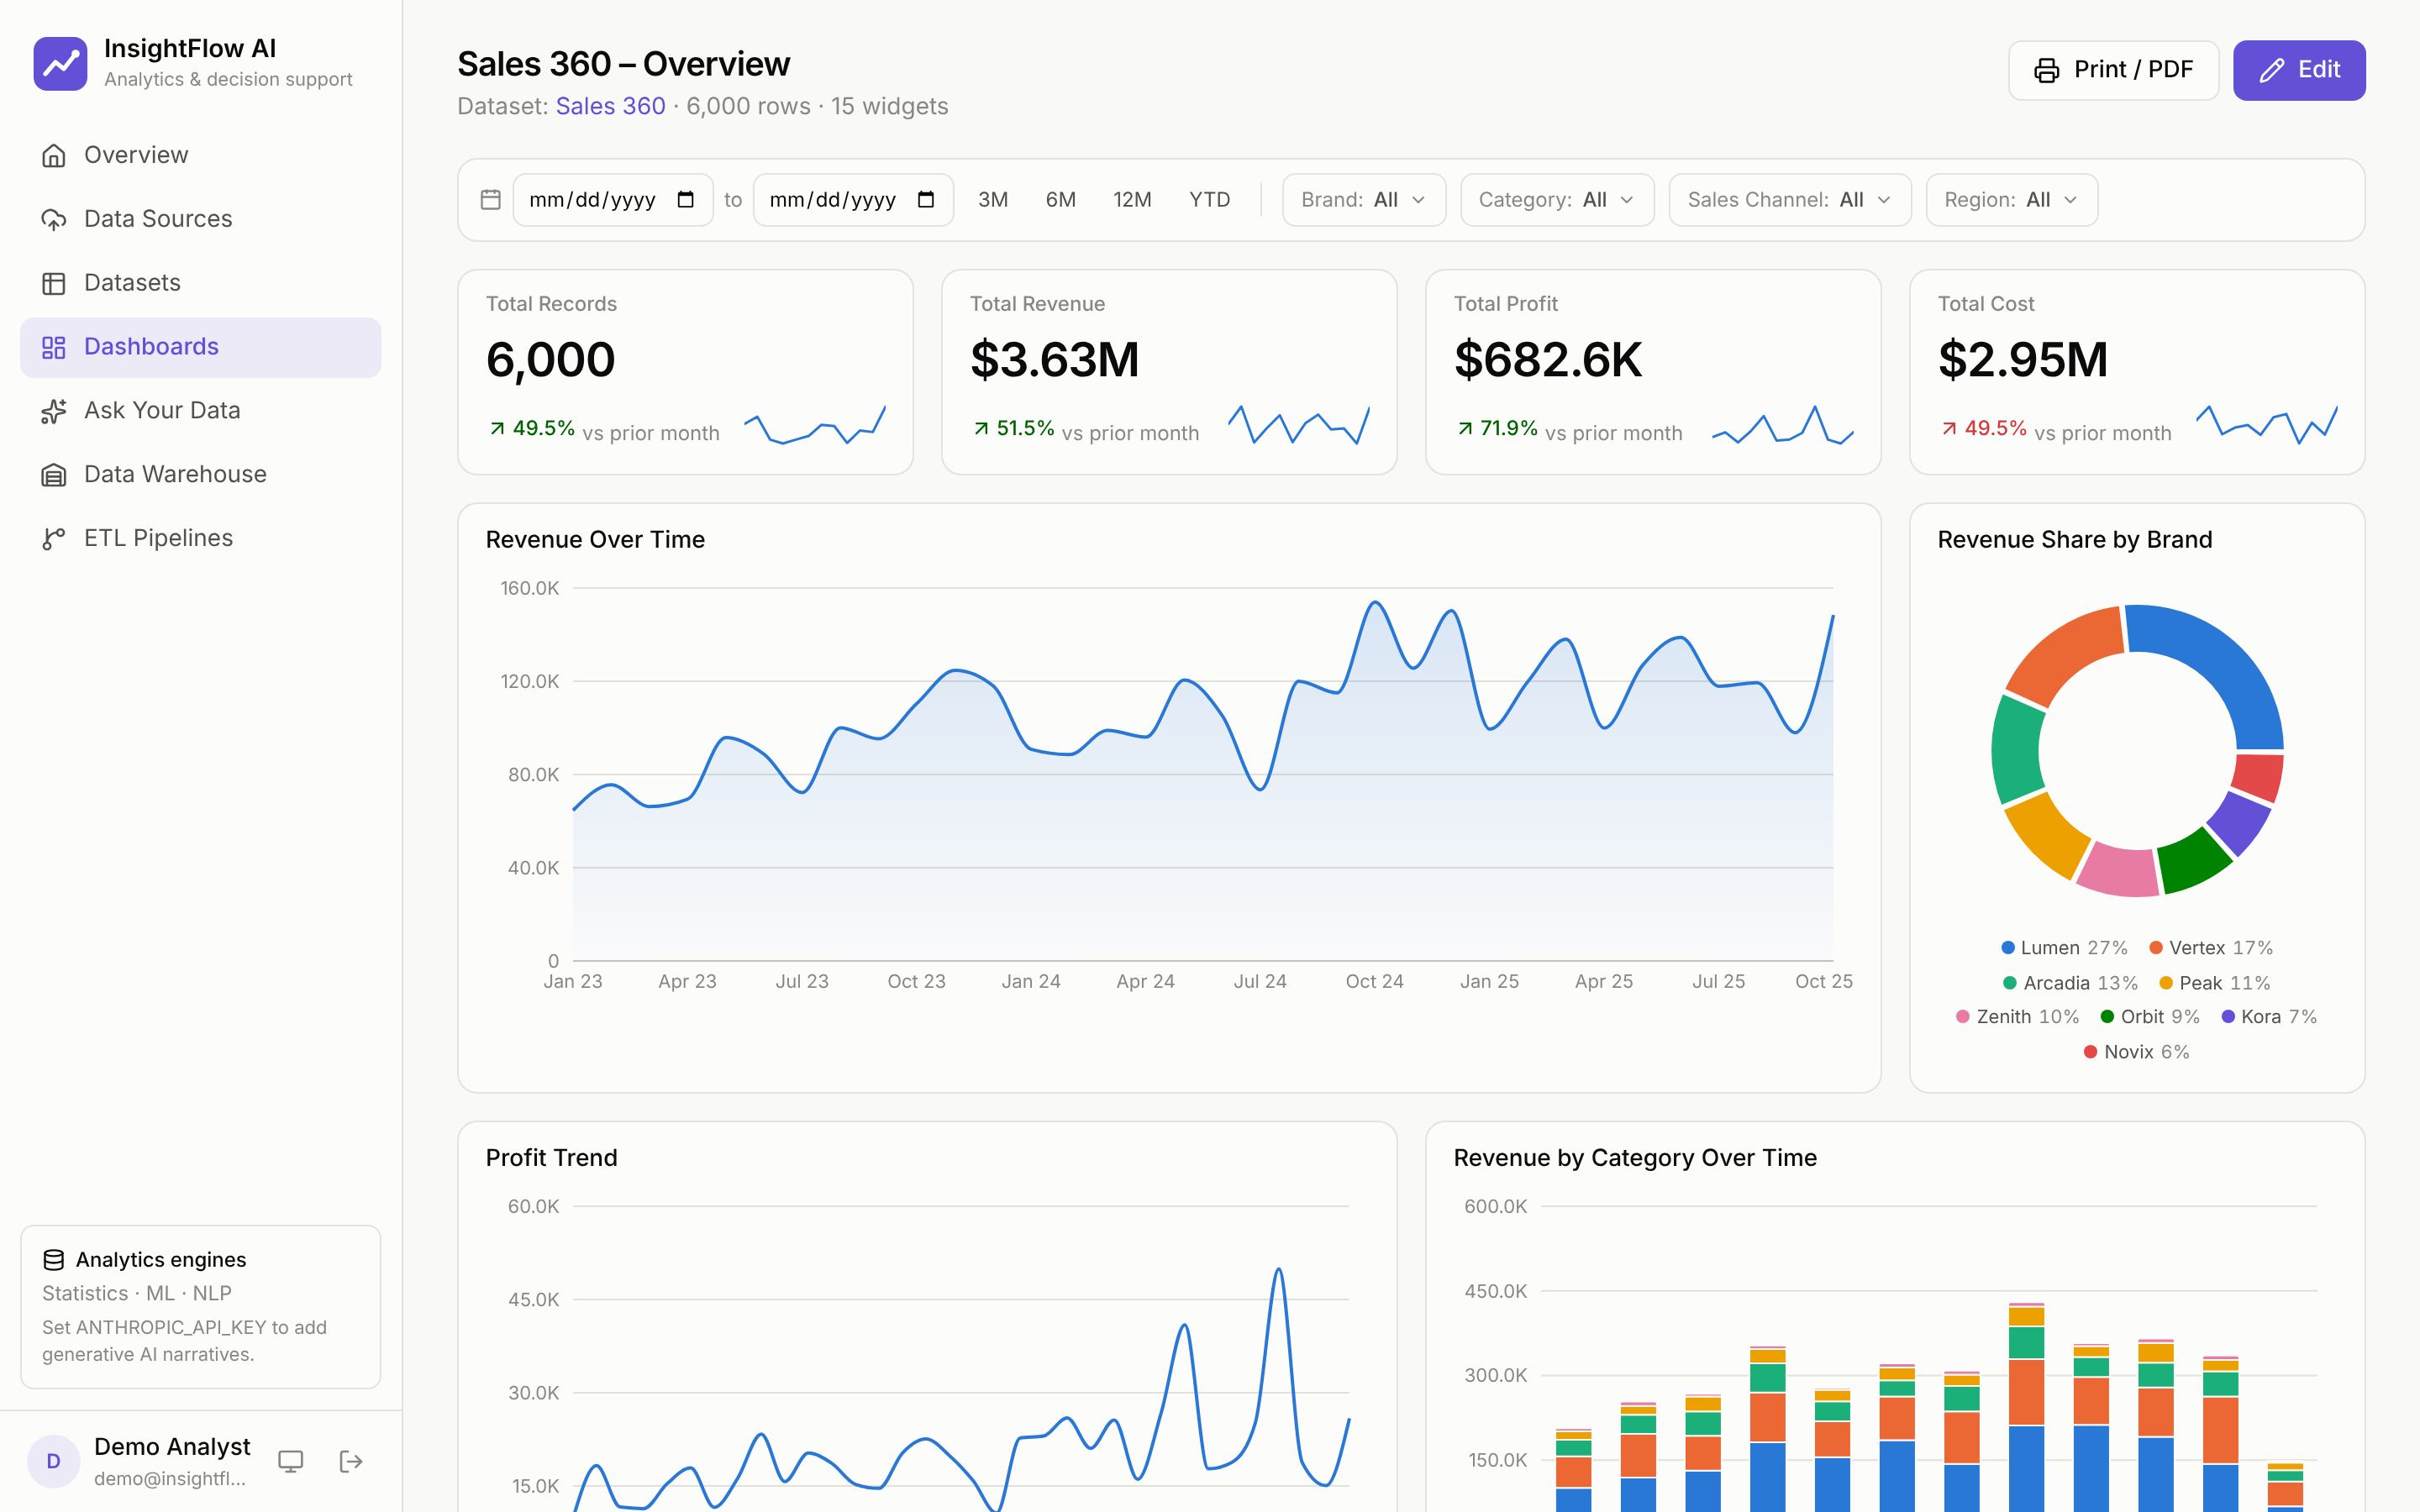 InsightFlow AI
Analytics & decision support
Overview
Data Sources
Datasets
Dashboards
Ask Your Data
Data Warehouse
ETL Pipelines
Analytics engines
Statistics · ML · NLP
Set ANTHROPIC_API_KEY to add
generative AI narratives.
D
Demo Analyst
demo@insightfl...
Sales 360 – Overview
Dataset: Sales 360 · 6,000 rows · 15 widgets
Print / PDF
Edit
mm/dd/yyyy to mm/dd/yyyy 3M 6M 12M YTD Brand: All Category: All Sales Channel: All Region: All
Total Records
6,000
49.5% vs prior month
Total Revenue
$3.63M
51.5% vs prior month
Total Profit
$682.6K
71.9% vs prior month
Total Cost
$2.95M
49.5% vs prior month
Revenue Over Time
160.0K
120.0K
80.0K
40.0K
0
Jan 23 Apr 23 Jul 23 Oct 23 Jan 24 Apr 24 Jul 24 Oct 24 Jan 25 Apr 25 Jul 25 Oct 25
Revenue Share by Brand
Lumen 27% Vertex 17%
Arcadia 13% Peak 11%
Zenith 10% Orbit 9% Kora 7%
Novix 6%
Profit Trend
60.0K
45.0K
30.0K
15.0K
Revenue by Category Over Time
600.0K
450.0K
300.0K
150.0K